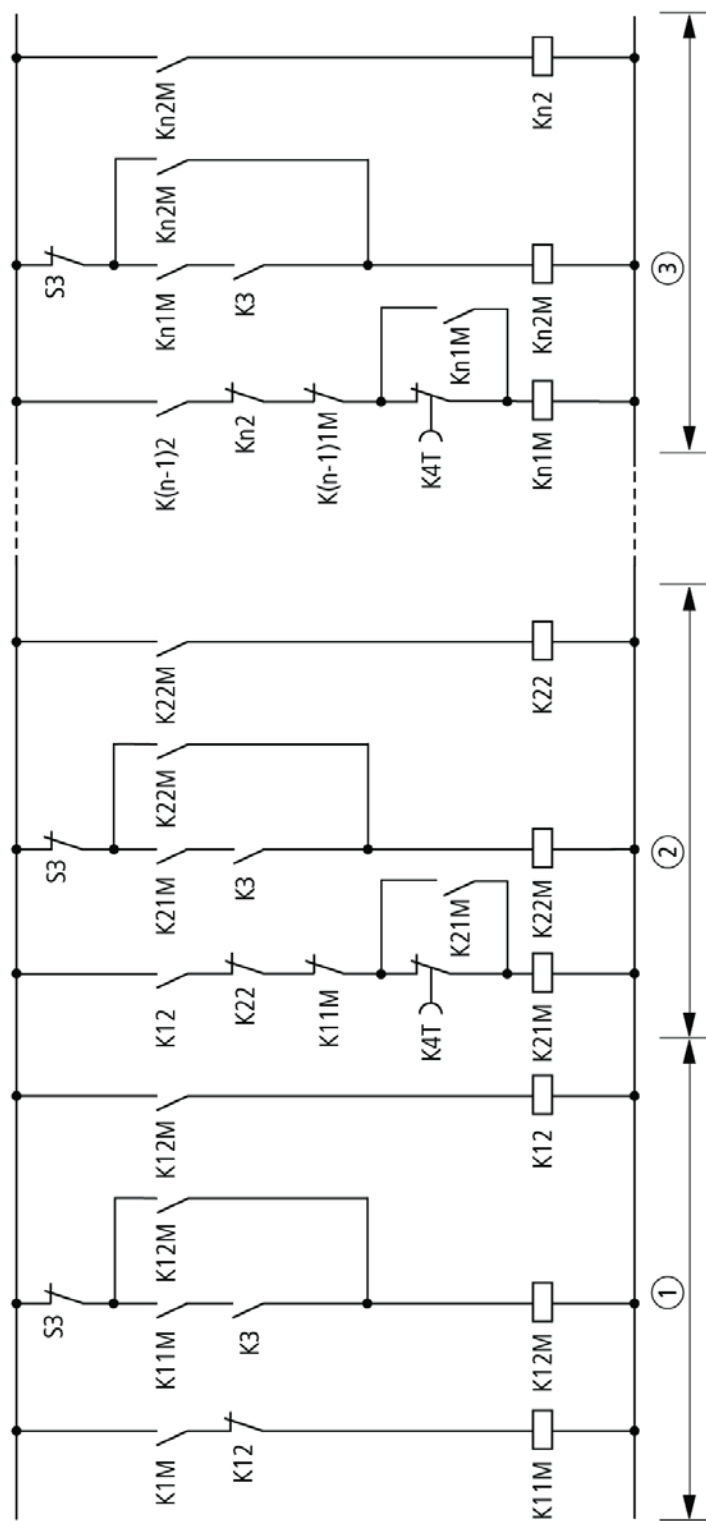 K1M
K12
K11M
S3
K11M
K3
K12M
K12M
K12M
K12
①
K12
K22
K11M
K4T
K21M
K21M
S3
K21M
K3
K22M
K22M
K22M
K22
②
K(n-1)2
Kn2
K(n-1)1M
K4T
Kn1M
Kn1M
S3
Kn1M
K3
Kn2M
Kn2M
Kn2M
Kn2
③